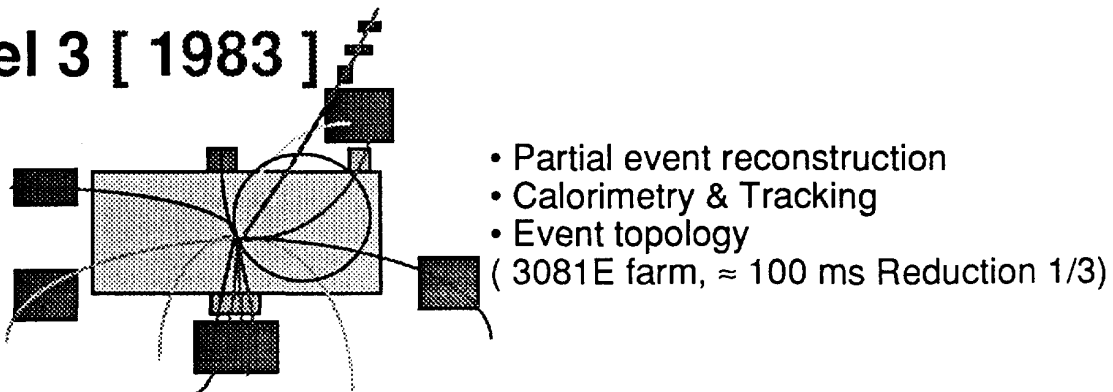 el 3 [ 1983 ]
• Partial event reconstruction
• Calorimetry & Tracking
• Event topology
( 3081E farm, ≈ 100 ms Reduction 1/3)